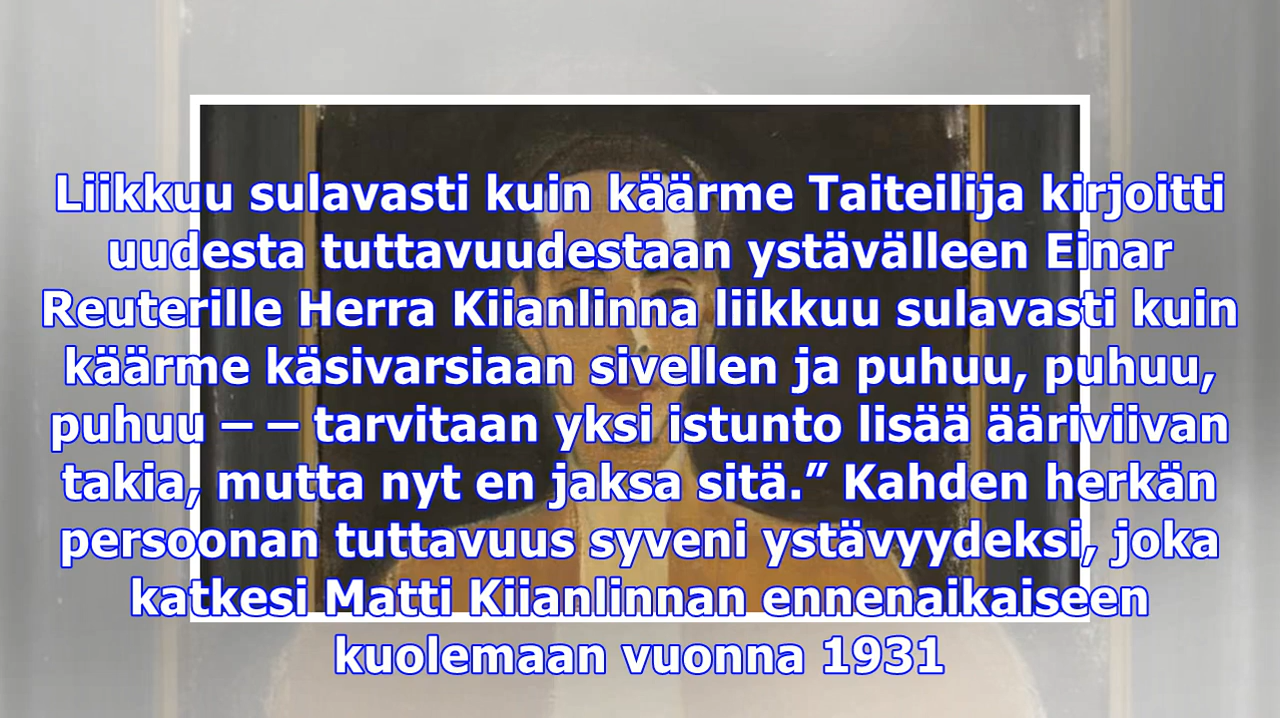 Liikkuu sulavasti kuin käärme Taiteilija kirjoitti
uudesta tuttavuudestaan ystävälleen Einar
Reuterille Herra Kiianlinna liikkuu sulavasti kuin
käärme käsivarsiaan sivellen ja puhuu, puhuu,
puhuu – – tarvitaan yksi istunto lisää ääriviivan
takia, mutta nyt en jaksa sitä.” Kahden herkän
persoonan tuttavuus syveni ystävyydeksi, joka
katkesi Matti Kiianlinnan ennenaikaiseen
kuolemaan vuonna 1931